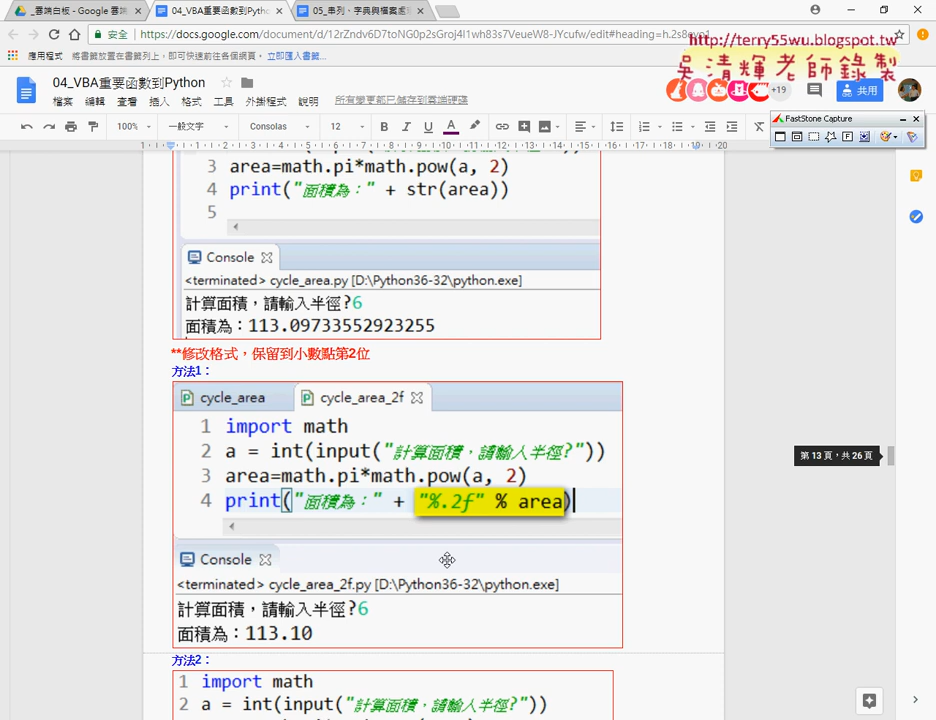 _雲端白板 - Google 雲端
04_VBA重要函數到Python
05_串列、字典與檔案處
安全
https://docs.google.com/document/d/12rZndv6D7toNG0p2sGroj4I1wh83s7VeueW8-JYcufw/edit#heading=h.2s8
應用程式
將書籤放置在書籤列上，即可快速前往各個網頁。
立即匯入書籤...
http://terry55wu.blogspot.tw
吳清輝老師錄製
04_VBA重要函數到Python
檔案 編輯 查看 插入 格式 工具 外掛程式 說明
所有變更都已儲存到雲端硬碟
+19
共用
FastStone Capture
100%
一般文字
Consolas
12
3 area=math.pi*math.pow(a, 2)
4 print("面積為：" + str(area))
5
Console
<terminated> cycle_area.py [D:\Python36-32\python.exe]
計算面積，請輸入半徑?6
面積為：113.09733552923255
**修改格式，保留到小數點第2位
方法1：
cycle_area
cycle_area_2f
1 import math
2 a = int(input("計算面積，請輸入半徑?"))
3 area=math.pi*math.pow(a, 2)
4 print("面積為：" + "%.2f" % area)
Console
<terminated> cycle_area_2f.py [D:\Python36-32\python.exe]
計算面積，請輸入半徑?6
面積為：113.10
第 13 頁，共 26 頁
方法2：
1 import math
2 a = int(input("計算面積，請輸入半徑?"))